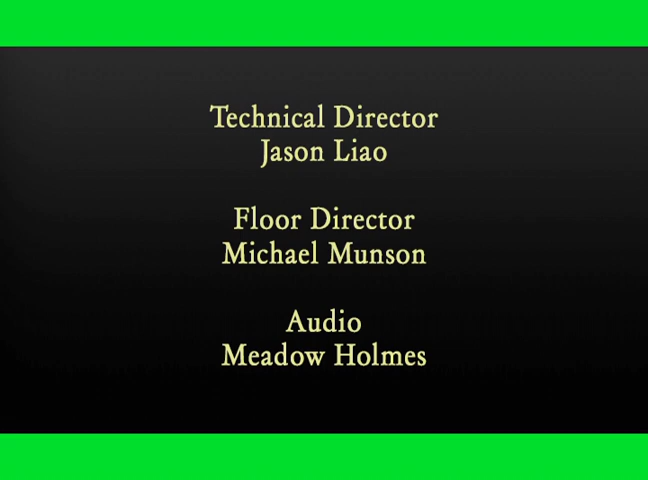 Technical Director
Jason Liao
Floor Director
Michael Munson
Audio
Meadow Holmes